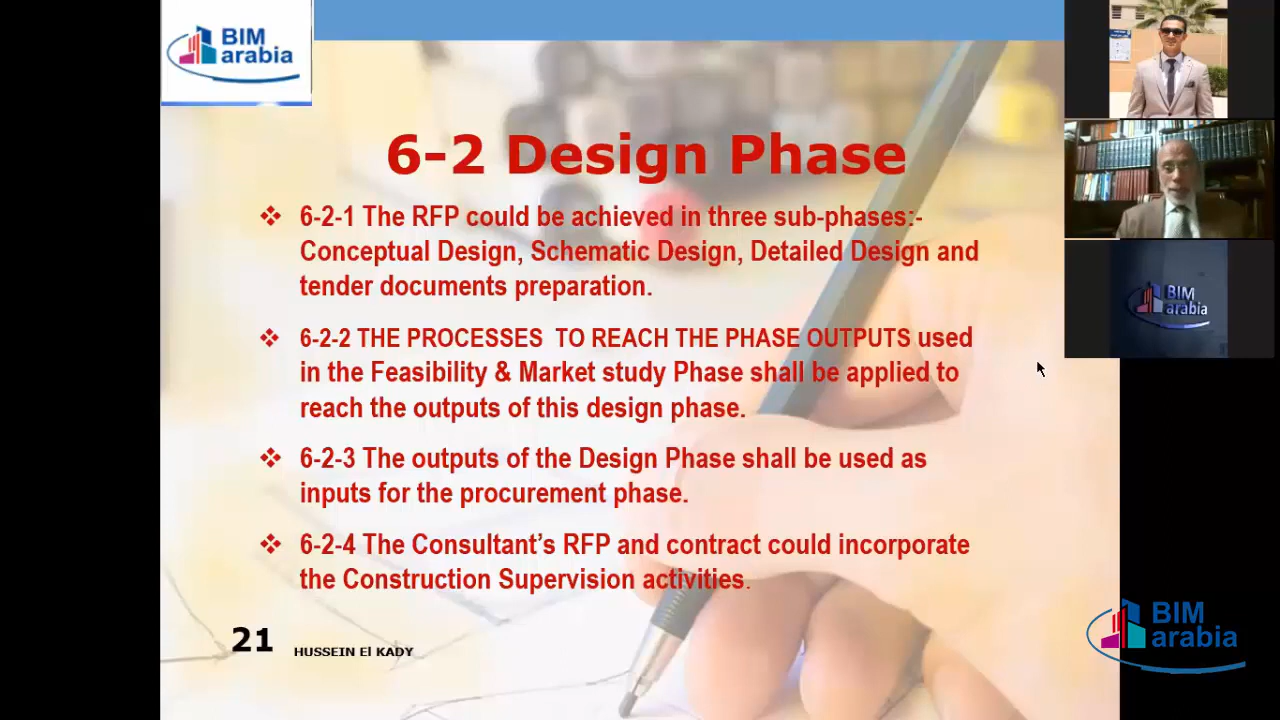 BIM
arabia
6-2 Design Phase
❖ 6-2-1 The RFP could be achieved in three sub-phases:-
Conceptual Design, Schematic Design, Detailed Design and
tender documents preparation.
❖ 6-2-2 THE PROCESSES TO REACH THE PHASE OUTPUTS used
in the Feasibility & Market study Phase shall be applied to
reach the outputs of this design phase.
❖ 6-2-3 The outputs of the Design Phase shall be used as
inputs for the procurement phase.
❖ 6-2-4 The Consultant’s RFP and contract could incorporate
the Construction Supervision activities.
21
HUSSEIN El KADY
BIM
arabia
BIM
arabia